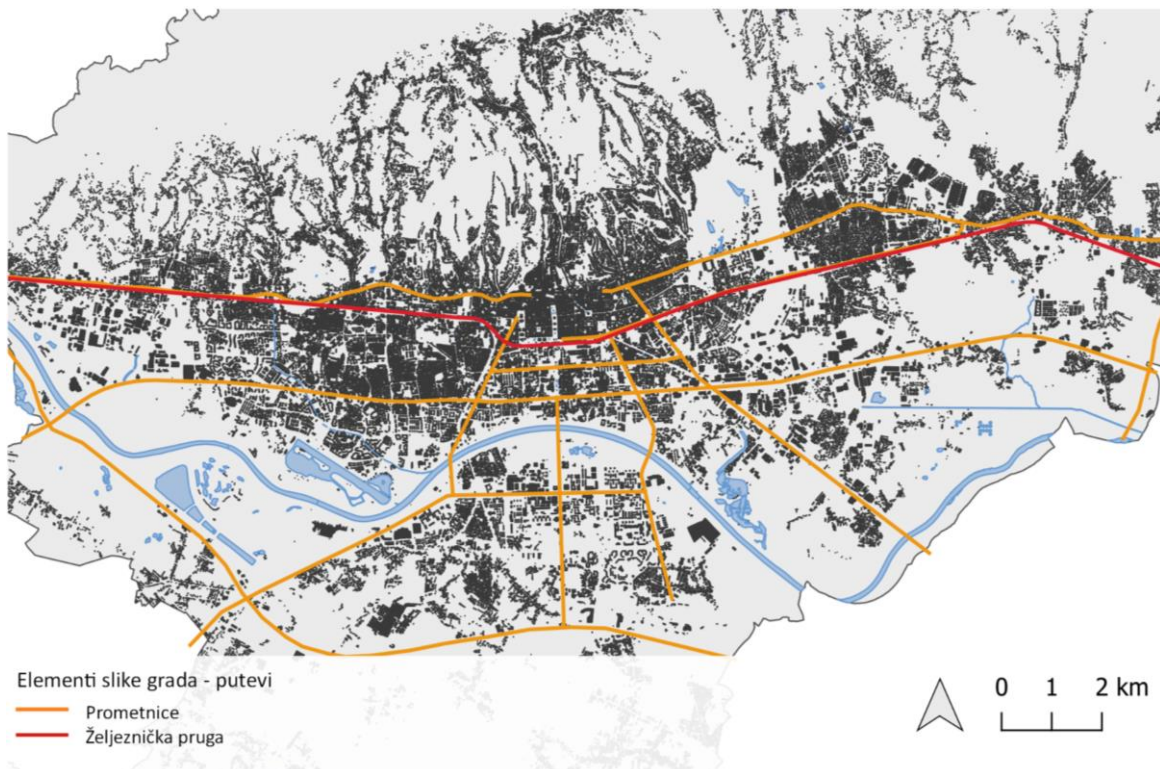 Elementi slike grada - putevi
Prometnice
Željeznička pruga
0 1 2 km